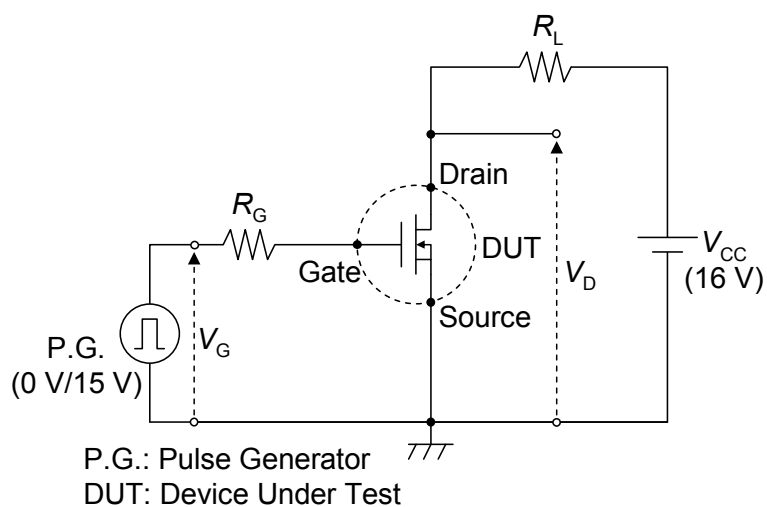 R_L
Drain
R_G
DUT
V_CC
(16 V)
Gate
V_D
Source
P.G.
(0 V/15 V)
V_G
P.G.: Pulse Generator
DUT: Device Under Test